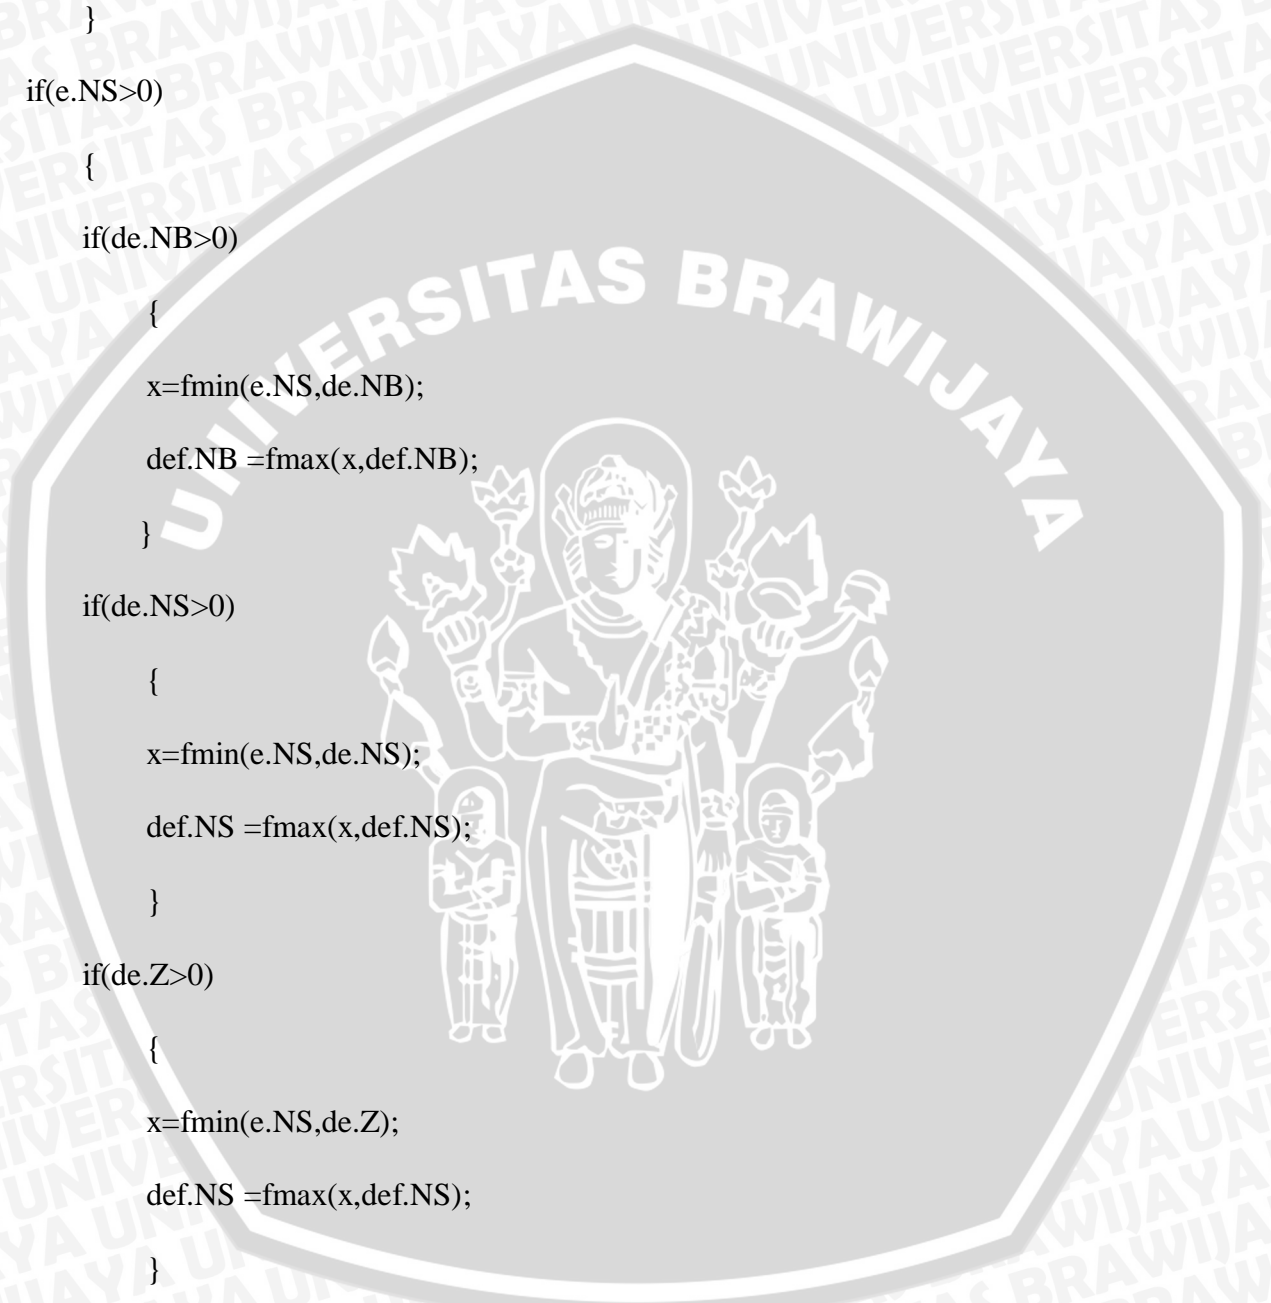 }
if(e.NS>0)
{
if(de.NB>0)
{
x=fmin(e.NS,de.NB);
def.NB =fmax(x,def.NB);
}
if(de.NS>0)
{
x=fmin(e.NS,de.NS);
def.NS =fmax(x,def.NS);
}
if(de.Z>0)
{
x=fmin(e.NS,de.Z);
def.NS =fmax(x,def.NS);
}
UNIVERSITAS BRAWIJAYA